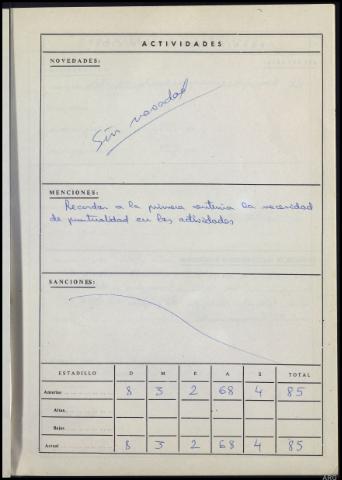 ACTIVIDADES
NOVEDADES:
Sin novedad
MENCIONES:
Recordar a la primera centuria la necesidad
de puntualidad en las actividades
SANCIONES:
ESTADILLO D M E A S TOTAL
Anterior 8 3 2 68 4 85
Altas
Bajas
Actual 8 3 2 68 4 85